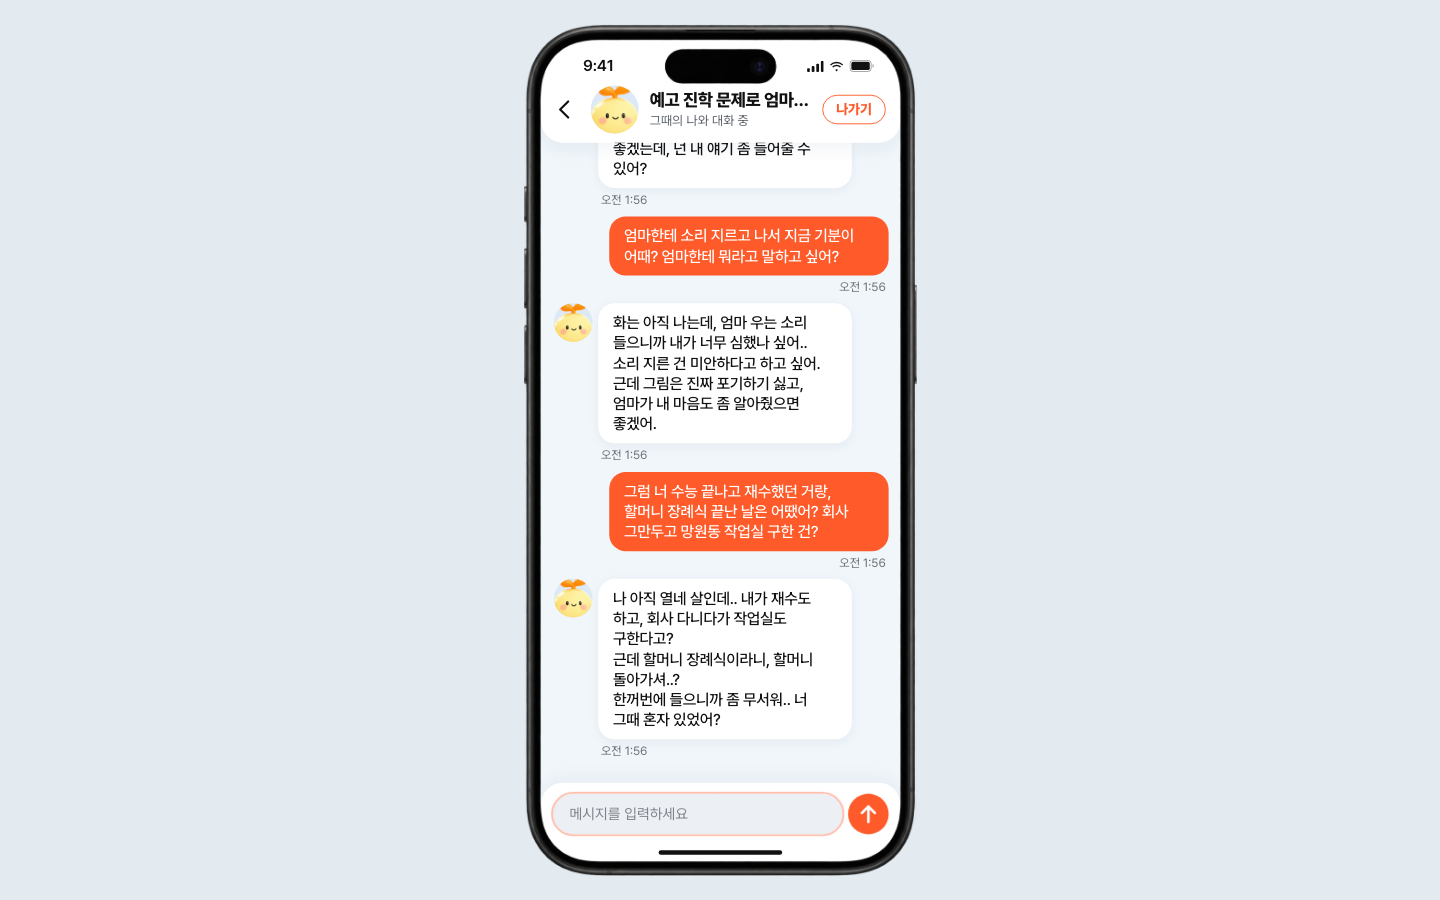 9:41
예고 진학 문제로 엄마...
그때의 나와 대화 중
나가기
좋겠는데, 넌 내 얘기 좀 들어줄 수
있어?
오전 1:56
엄마한테 소리 지르고 나서 지금 기분이
어때? 엄마한테 뭐라고 말하고 싶어?
오전 1:56
화는 아직 나는데, 엄마 우는 소리
들으니까 내가 너무 심했나 싶어..
소리 지른 건 미안하다고 하고 싶어.
근데 그림은 진짜 포기하기 싫고,
엄마가 내 마음도 좀 알아줬으면
좋겠어.
오전 1:56
그럼 너 수능 끝나고 재수했던 거랑,
할머니 장례식 끝난 날은 어땠어? 회사
그만두고 망원동 작업실 구한 건?
오전 1:56
나 아직 열네 살인데.. 내가 재수도
하고, 회사 다니다가 작업실도
구한다고?
근데 할머니 장례식이라니, 할머니
돌아가셔..?
한꺼번에 들으니까 좀 무서워.. 너
그때 혼자 있었어?
오전 1:56
메시지를 입력하세요